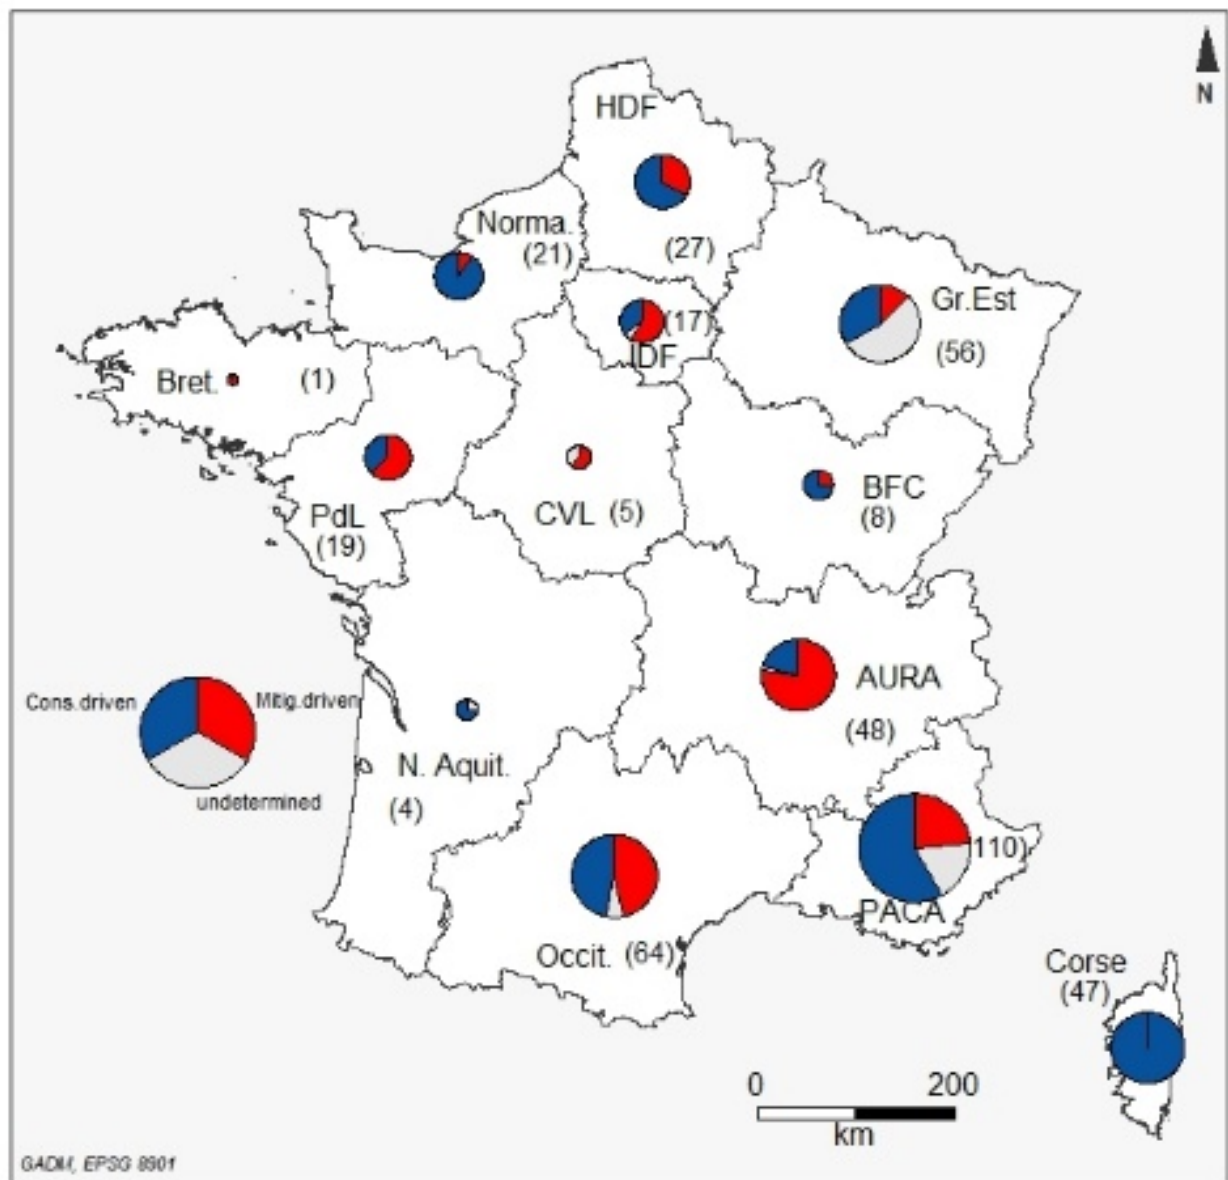 N
HDF
(27)
Norma.
(21)
Gr.Est
(56)
(17)
IDF
Bret.
(1)
PdL
(19)
CVL (5)
BFC
(8)
Cons.driven
Mitig.driven
undetermined
AURA
(48)
N. Aquit.
(4)
110)
PACA
Occit. (64)
Corse
(47)
0 200
km
GADM, EPSG 8901